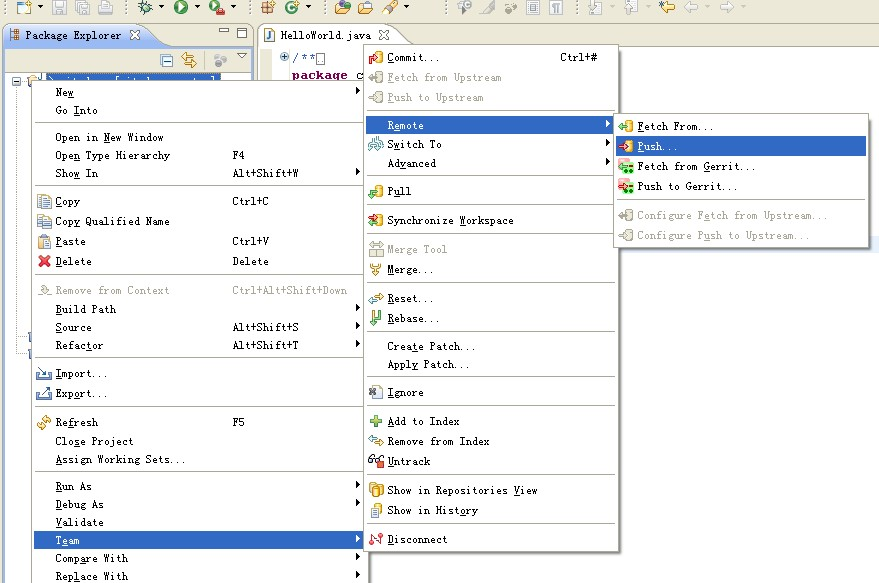 Package Explorer
HelloWorld.java
/**
package
New
Go Into
Open in New Window
Open Type Hierarchy F4
Show In Alt+Shift+W
Copy Ctrl+C
Copy Qualified Name
Paste Ctrl+V
Delete Delete
Remove from Context Ctrl+Alt+Shift+Down
Build Path
Source Alt+Shift+S
Refactor Alt+Shift+T
Import...
Export...
Refresh F5
Close Project
Assign Working Sets...
Run As
Debug As
Validate
Team
Compare With
Replace With
Commit... Ctrl+#
Fetch from Upstream
Push to Upstream
Remote
Switch To
Advanced
Pull
Synchronize Workspace
Merge Tool
Merge...
Reset...
Rebase...
Create Patch...
Apply Patch...
Ignore
Add to Index
Remove from Index
Untrack
Show in Repositories View
Show in History
Disconnect
Fetch From...
Push...
Fetch from Gerrit...
Push to Gerrit...
Configure Fetch from Upstream...
Configure Push to Upstream...